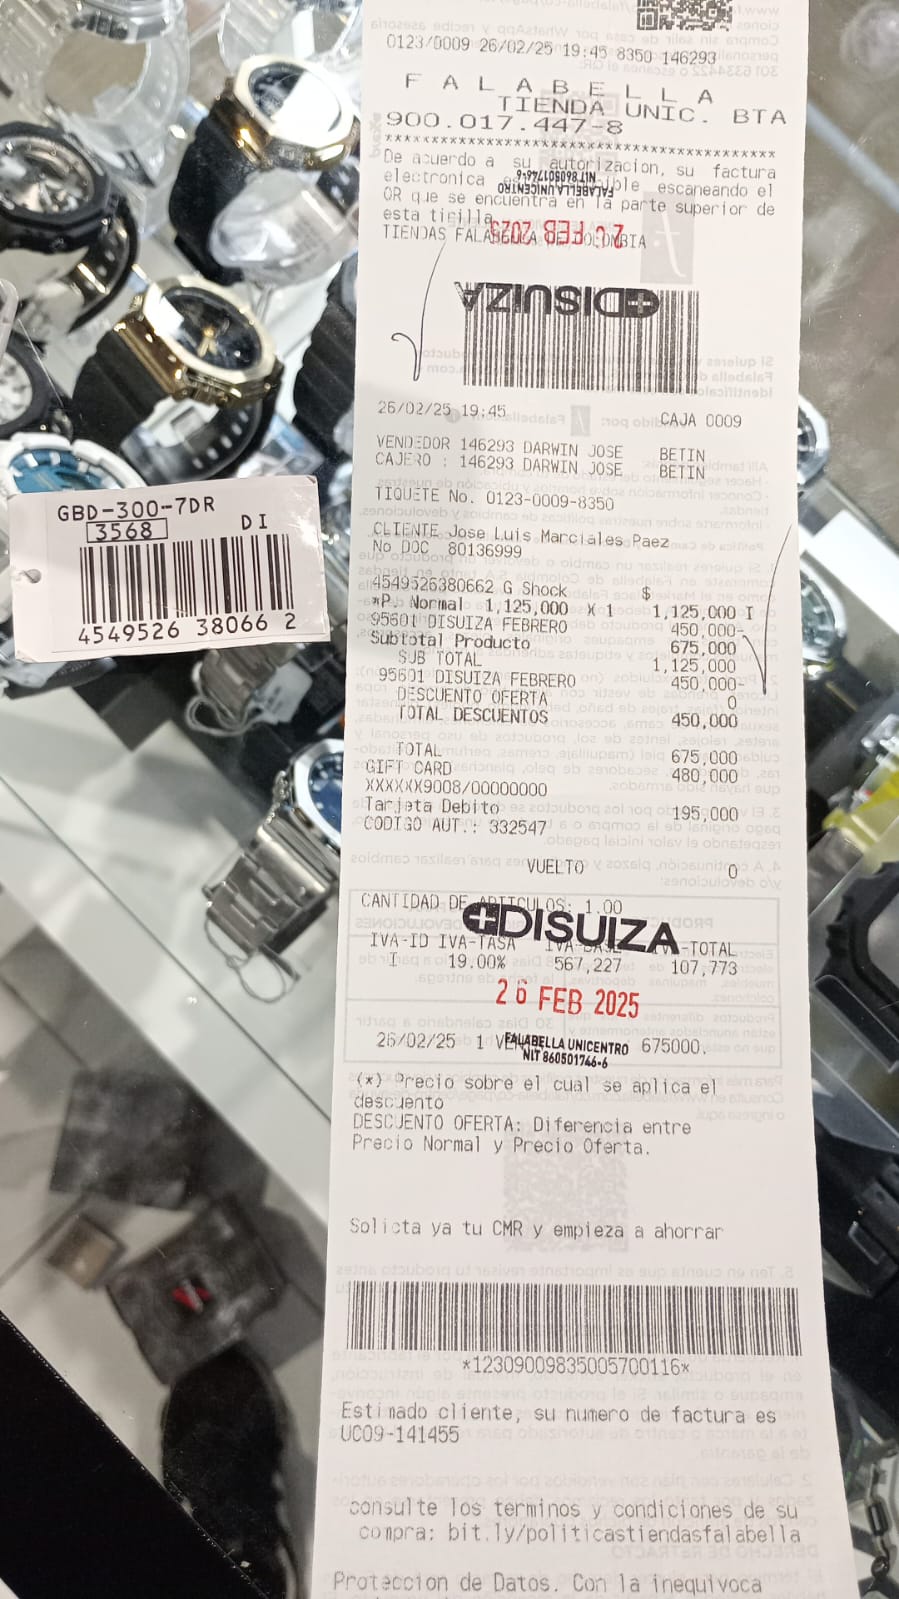 0123/0009 26/02/25 19:45 8350 146293
F A L A B E L L A
TIENDA UNIC. BTA
900.017.447-8
****************************************************
De acuerdo a su autorizacion, su factura
electronica ible escaneando el
QR que se encuentra en la parte superior de
esta tirilla
TIENDAS FALABELLA DE COLOMBIA
FALABELLA UNICENTRO
NIT 860501746-6
FEB 2025
DISUIZA
26/02/25 19:45 CAJA 0009
VENDEDOR 146293 DARWIN JOSE BETIN
CAJERO : 146293 DARWIN JOSE BETIN
TIQUETE No. 0123-0009-8350
CLIENTE Jose Luis Marciales Paez
No DOC 80136999
4549526380662 G Shock $
*P. Normal 1,125,000 X 1 1,125,000 I
95601 DISUIZA FEBRERO 450,000-
Subtotal Producto 675,000
SUB TOTAL 1,125,000
95601 DISUIZA FEBRERO 450,000-
DESCUENTO OFERTA 0
TOTAL DESCUENTOS 450,000
TOTAL 675,000
GIFT CARD 480,000
XXXXXX9008/00000000
Tarjeta Debito 195,000
CODIGO AUT.: 332547
VUELTO 0
CANTIDAD DE ARTICULOS: 1.00
DISUIZA
IVA-ID IVA-TASA IVA-BASE IVA-TOTAL
I 19.00% 567,227 107,773
26 FEB 2025
26/02/25 1 VEN 675000.
FALABELLA UNICENTRO
NIT 860501746-6
(*) Precio sobre el cual se aplica el
descuento
DESCUENTO OFERTA: Diferencia entre
Precio Normal y Precio Oferta.
Solicta ya tu CMR y empieza a ahorrar
*12309009835005700116*
Estimado cliente, su numero de factura es
UC09-141455
consulte los terminos y condiciones de su
compra: bit.ly/politicastiendasfalabella
Proteccion de Datos. Con la inequivoca
GBD-300-7DR
3568 DI
4549526 38066 2